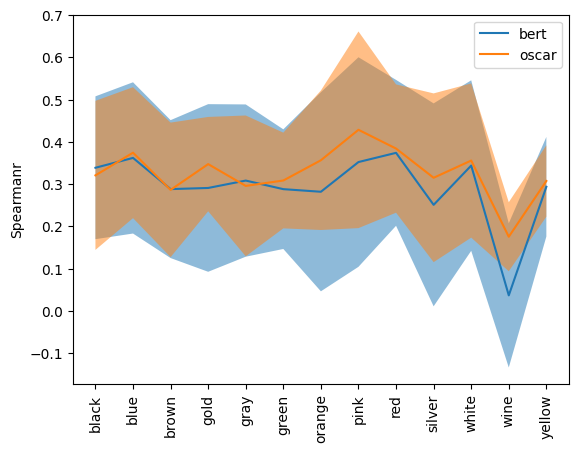 0.7
0.6
0.5
0.4
0.3
0.2
0.1
0.0
−0.1
Spearmanr
bert
oscar
black
blue
brown
gold
gray
green
orange
pink
red
silver
white
wine
yellow